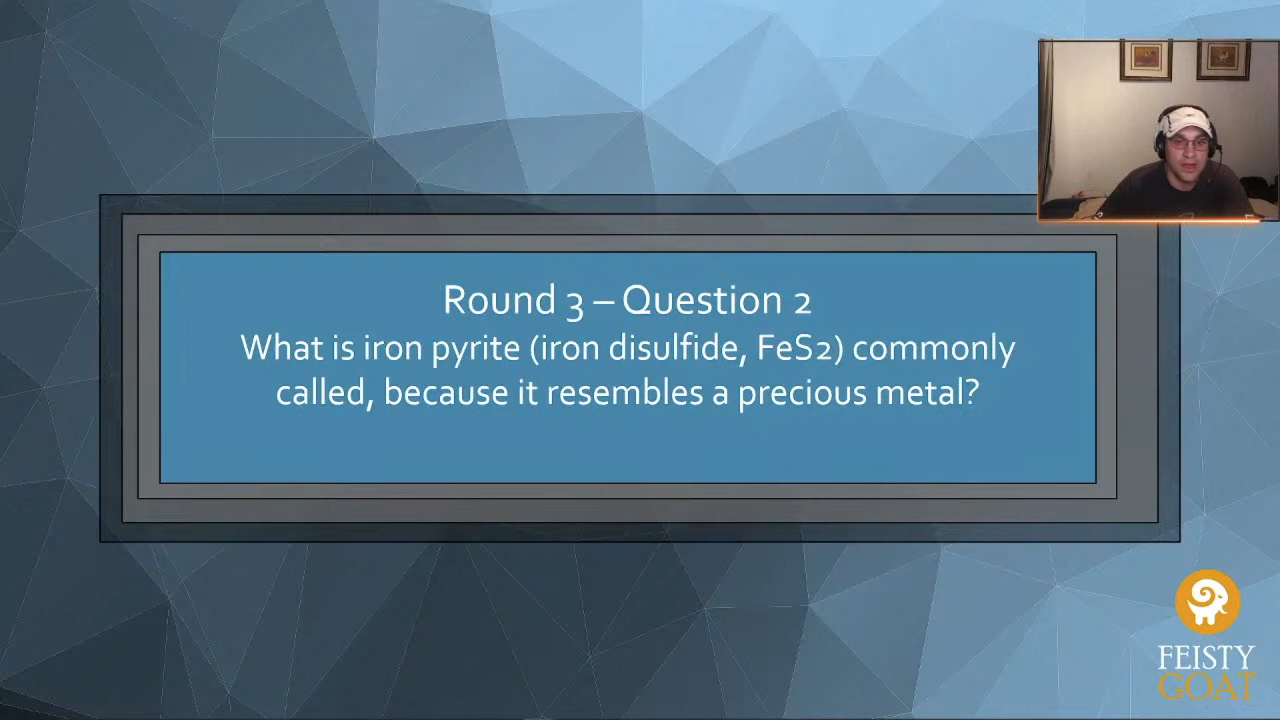 Round 3 – Question 2
What is iron pyrite (iron disulfide, FeS2) commonly
called, because it resembles a precious metal?
FEISTY
GOAT